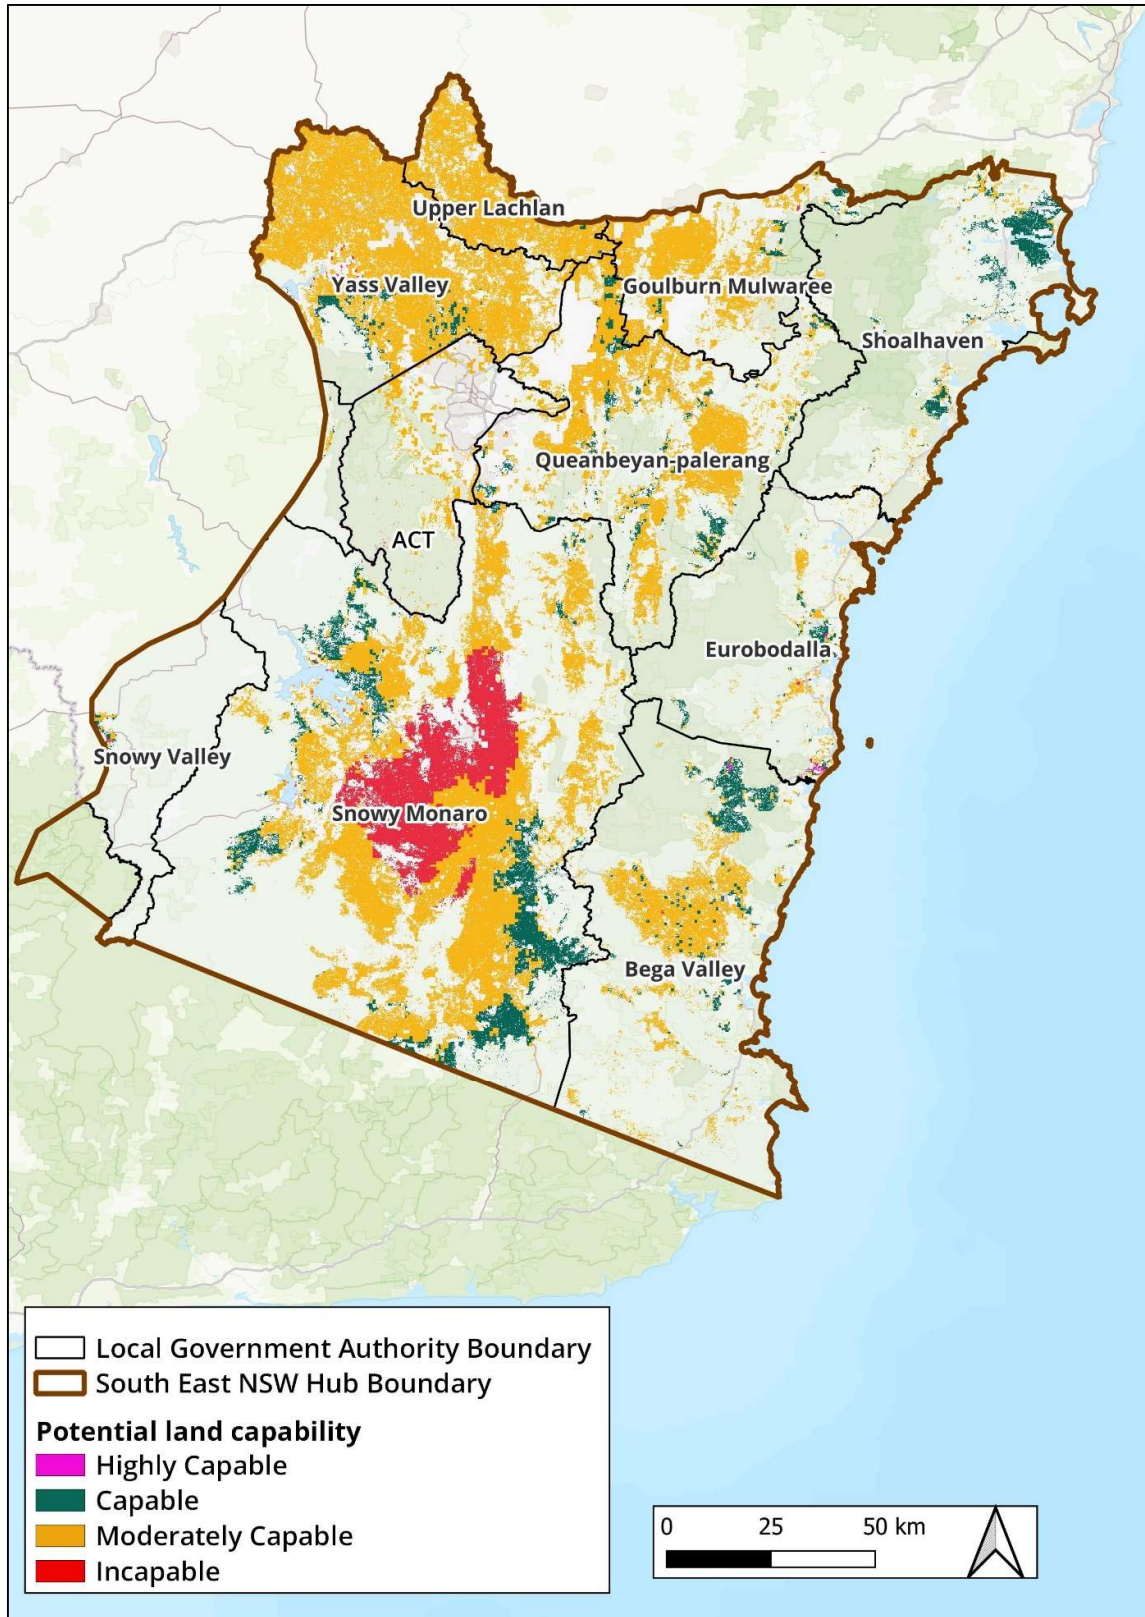 Upper Lachlan
Yass Valley
Goulburn Mulwaree
Shoalhaven
Queanbeyan-palerang
ACT
Eurobodalla
Snowy Valley
Snowy Monaro
Bega Valley
Local Government Authority Boundary
South East NSW Hub Boundary
Potential land capability
Highly Capable
Capable
Moderately Capable
Incapable
0 25 50 km